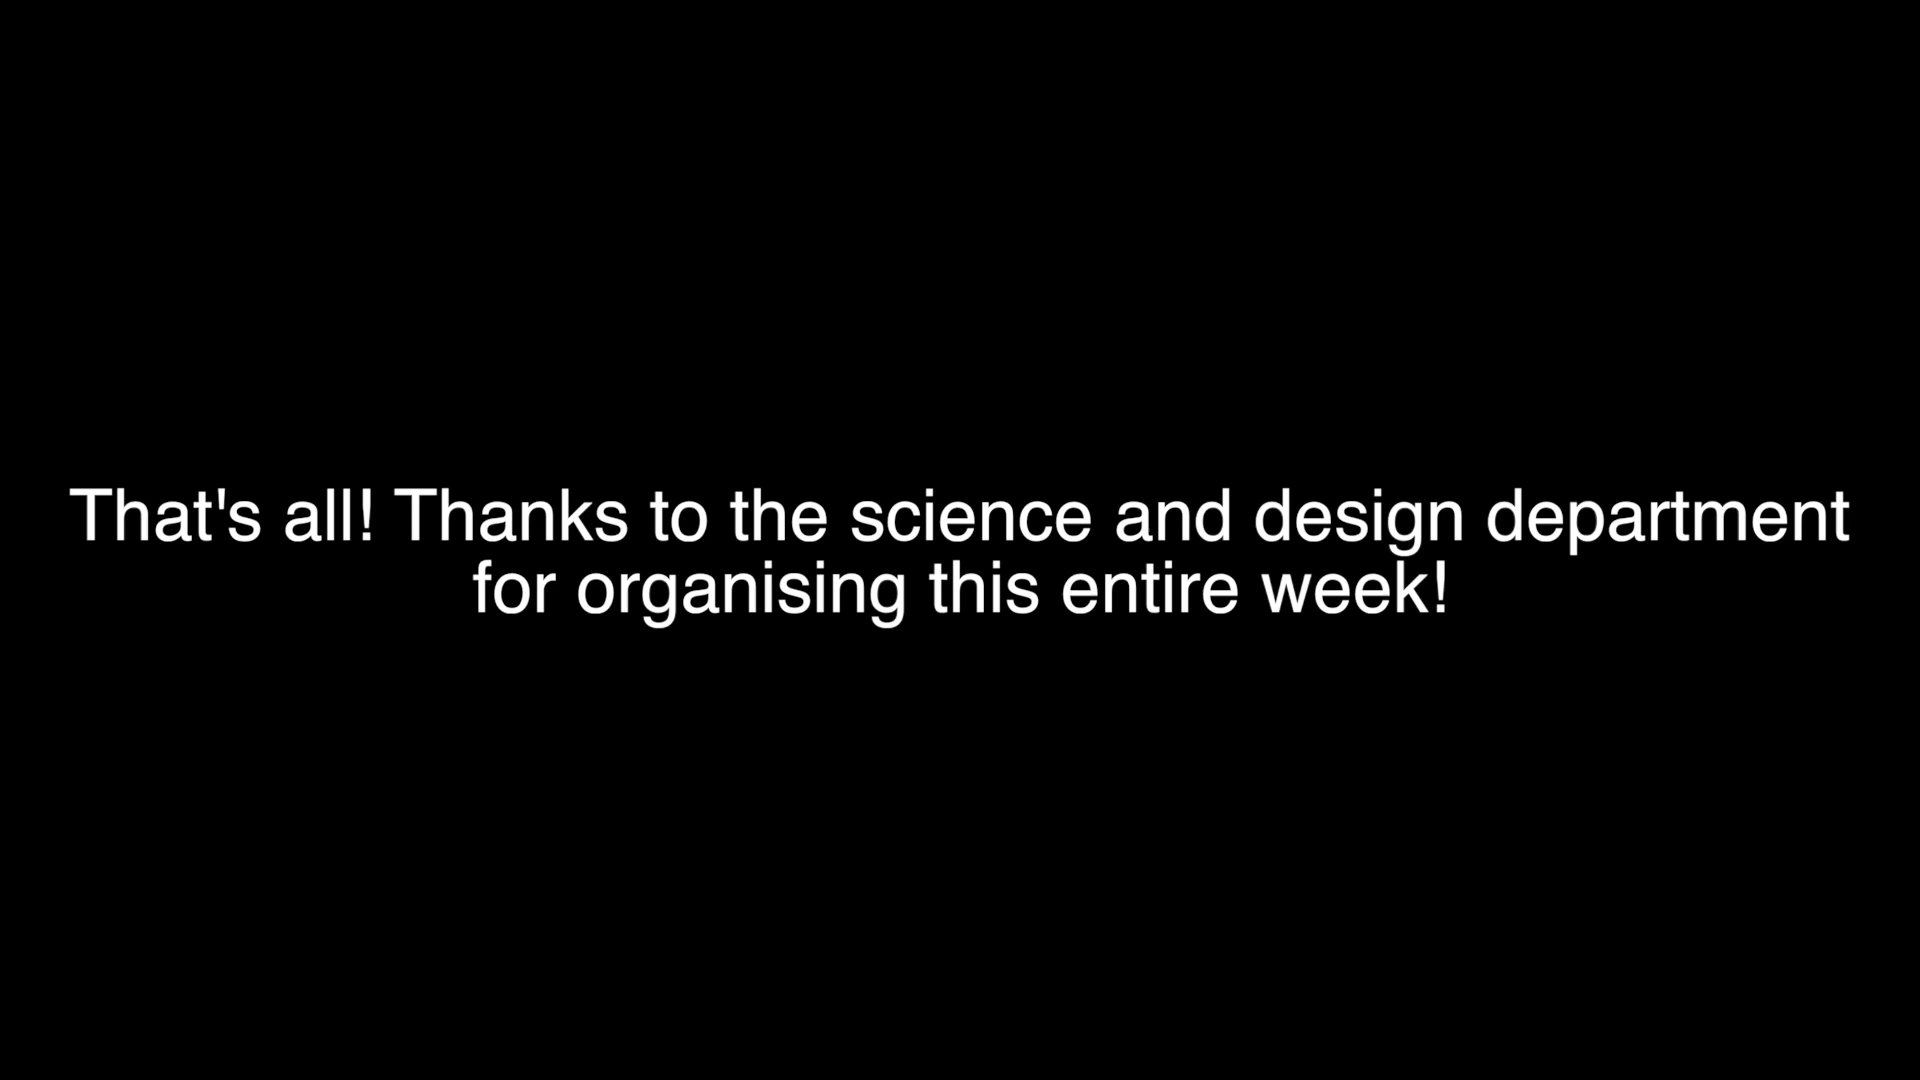 That's all! Thanks to the science and design department
for organising this entire week!